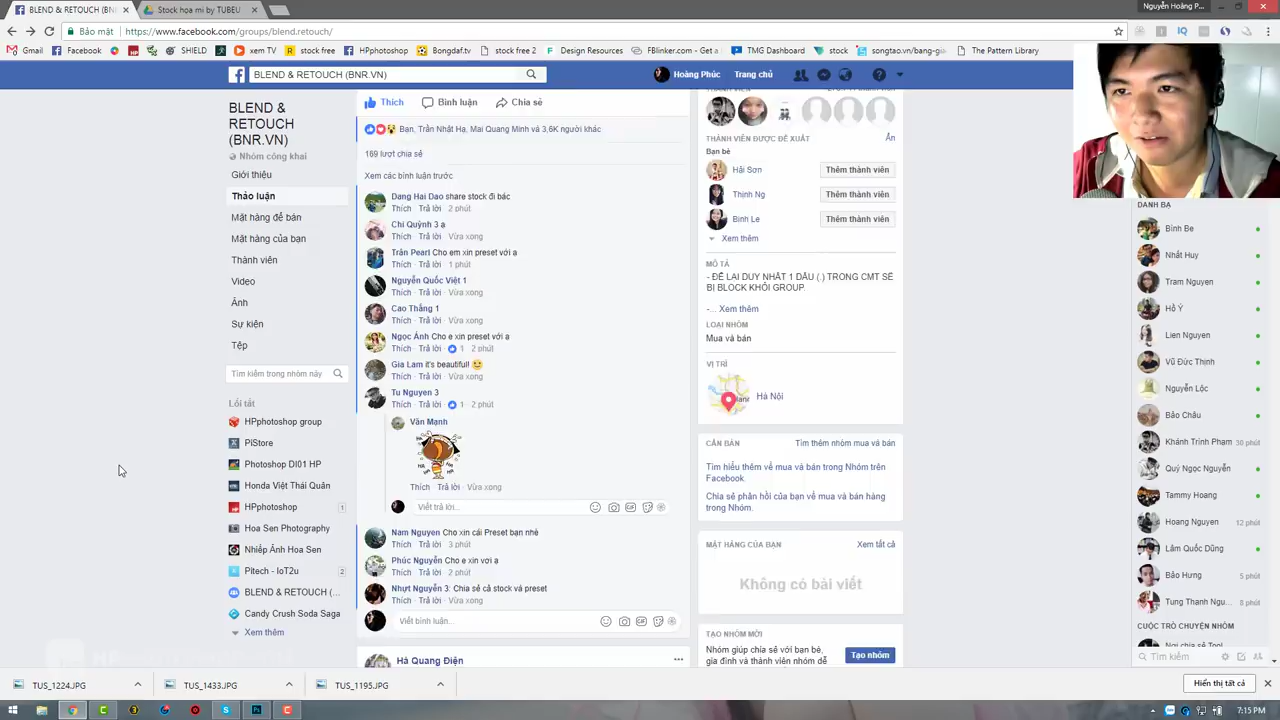 BLEND & RETOUCH (BNR.VN)
Stock họa mi by TUBEU
Nguyễn Hoàng P...
Bảo mật
https://www.facebook.com/groups/blend.retouch/
Gmail
Facebook
HP
SHIELD
xem TV
stock free
HPphotoshop
Bongdaf.tv
stock free 2
Design Resources
FBlinker.com - Get a l
TMG Dashboard
stock
songtao.vn/bang-gi
The Pattern Library
BLEND & RETOUCH (BNR.VN)
Hoàng Phúc
Trang chủ
BLEND &
RETOUCH
(BNR.VN)
Nhóm công khai
Giới thiệu
Thảo luận
Mặt hàng để bán
Mặt hàng của bạn
Thành viên
Video
Ảnh
Sự kiện
Tệp
Tìm kiếm trong nhóm này
Lối tắt
HPphotoshop group
PiStore
Photoshop DI01 HP
Honda Việt Thái Quân
HPphotoshop
1
Hoa Sen Photography
Nhiếp Ảnh Hoa Sen
Pitech - IoT2u
2
BLEND & RETOUCH (...
Candy Crush Soda Saga
Xem thêm
Thích
Bình luận
Chia sẻ
Bạn, Trần Nhật Hạ, Mai Quang Minh và 3,6K người khác
169 lượt chia sẻ
Xem các bình luận trước
Dang Hai Dao share stock đi bác
Thích · Trả lời · 2 phút
Chi Quỳnh 3 ạ
Thích · Trả lời · Vừa xong
Trân Pearl Cho em xin preset với ạ
Thích · Trả lời · 1 phút
Nguyễn Quốc Việt 1
Thích · Trả lời · Vừa xong
Cao Thắng 1
Thích · Trả lời · Vừa xong
Ngọc Ánh Cho e xin preset với ạ
Thích · Trả lời · 1 · 2 phút
Gia Lam it's beautiful!
Thích · Trả lời · Vừa xong
Tu Nguyen 3
Thích · Trả lời · 1 · 2 phút
Văn Mạnh
Thích · Trả lời · Vừa xong
Viết trả lời...
Nam Nguyen Cho xin cái Preset bạn nhé
Thích · Trả lời · 3 phút
Phúc Nguyễn Cho e xin với ạ
Thích · Trả lời · 2 phút
Nhựt Nguyễn 3: Chia sẻ cả stock và preset
Thích · Trả lời · Vừa xong
Viết bình luận...
Hà Quang Điện
THÀNH VIÊN ĐƯỢC ĐỀ XUẤT
Ẩn
Bạn bè
Hải Sơn
Thêm thành viên
Thịnh Ng
Thêm thành viên
Binh Le
Thêm thành viên
Xem thêm
MÔ TẢ
- ĐỂ LẠI DUY NHẤT 1 DẤU (.) TRONG CMT SẼ
BỊ BLOCK KHỎI GROUP.
-... Xem thêm
LOẠI NHÓM
Mua và bán
VỊ TRÍ
Hà Nội
CẦN BÁN
Tìm thêm nhóm mua và bán
Tìm hiểu thêm về mua và bán trong Nhóm trên
Facebook
Chia sẻ phản hồi của bạn về mua và bán hàng
trong Nhóm.
MẶT HÀNG CỦA BẠN
Xem tất cả
Không có bài viết
TẠO NHÓM MỚI
Nhóm giúp chia sẻ với bạn bè,
gia đình và thành viên nhóm dễ
Tạo nhóm
DANH BẠ
Bình Be
Nhất Huy
Tram Nguyen
Hồ Ý
Lien Nguyen
Vũ Đức Thịnh
Nguyễn Lộc
Bảo Châu
Khánh Trình Phạm
30 phút
Quý Ngọc Nguyễn
Tammy Hoang
Hoang Nguyen
12 phút
Lâm Quốc Dũng
Bảo Hưng
5 phút
Tung Thanh Ngu...
8 phút
CUỘC TRÒ CHUYỆN NHÓM
Tìm kiếm
TUS_1224.JPG
TUS_1433.JPG
TUS_1195.JPG
Hiển thị tất cả
7:15 PM